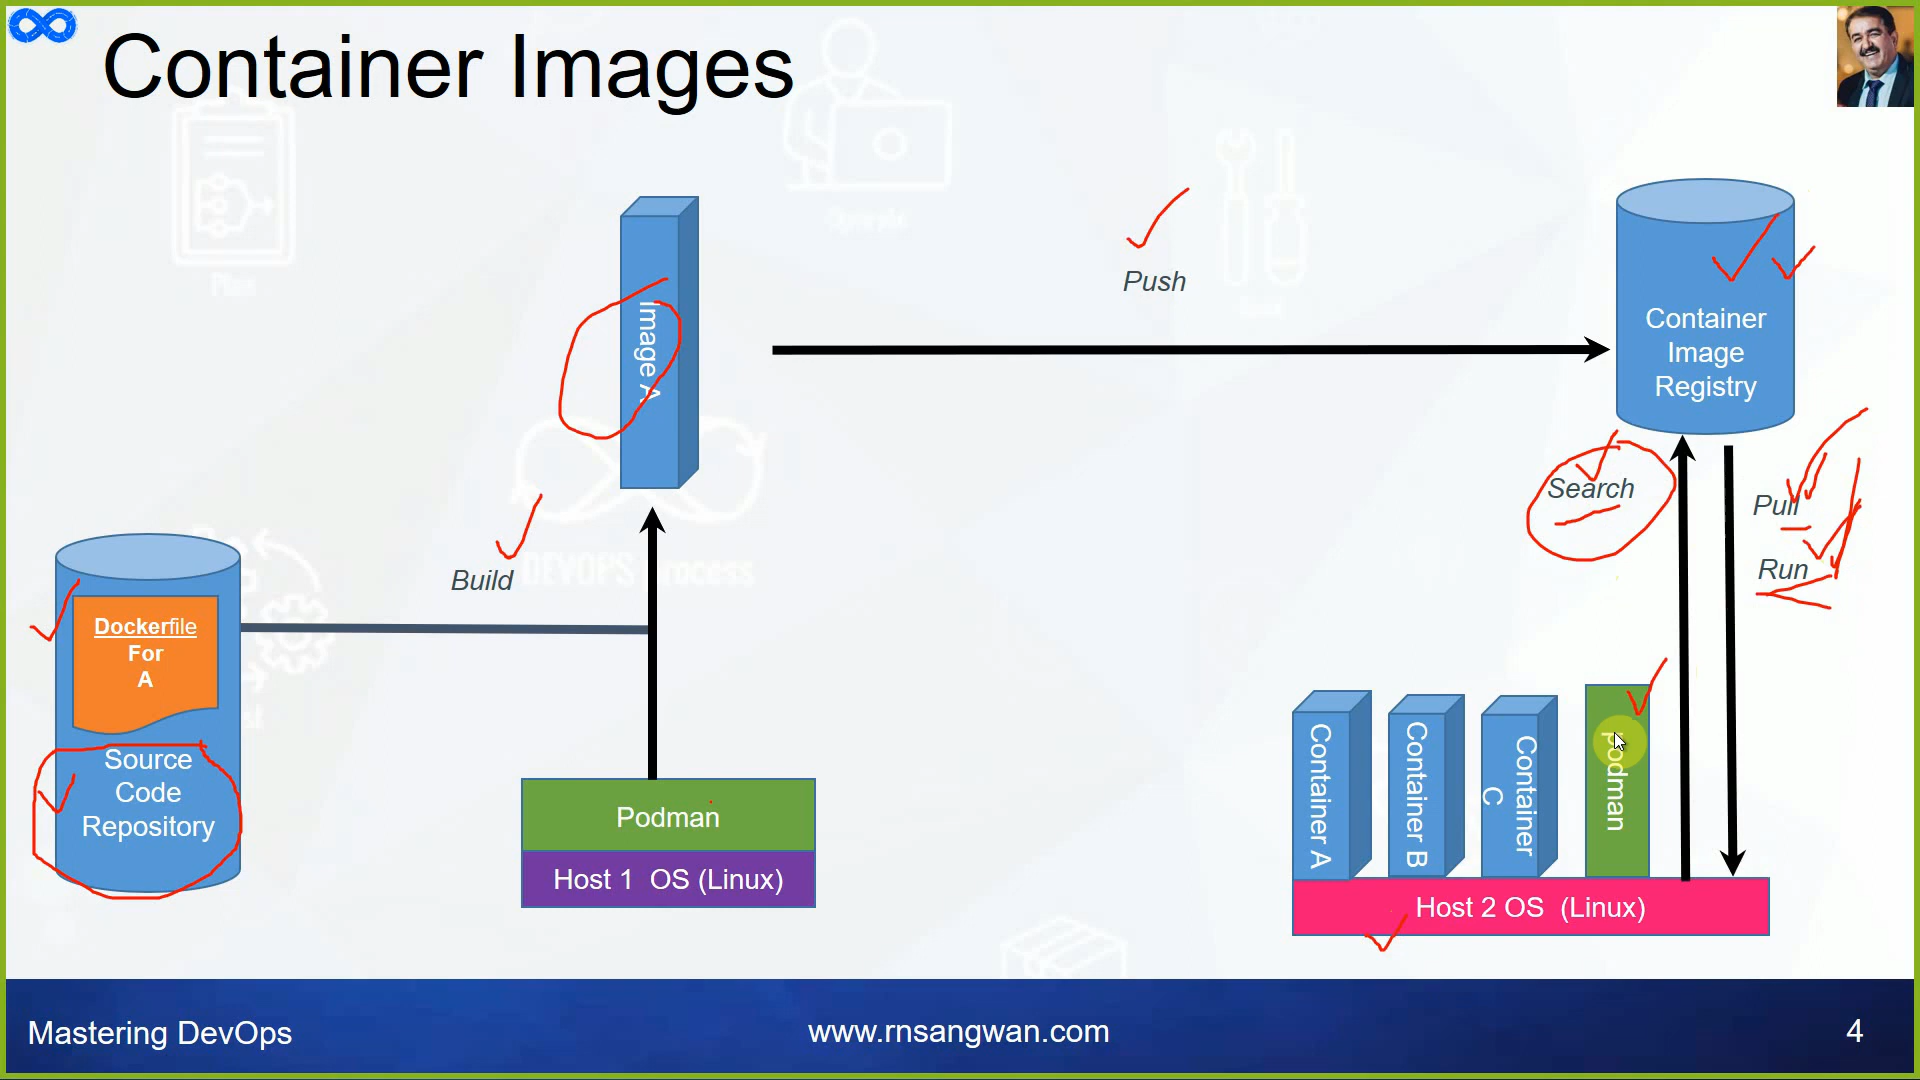 Container Images
Image A
Push
Container
Image
Registry
Search
Pull
Run
Build
DEVOPS
Dockerfile
For
A
Source
Code
Repository
Podman
Host 1 OS (Linux)
Container A
Container B
Container
C
podman
Host 2 OS (Linux)
Mastering DevOps
www.rnsangwan.com
4